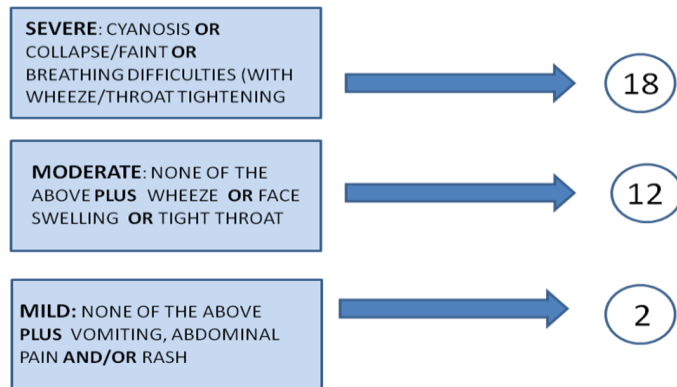 SEVERE: CYANOSIS OR
COLLAPSE/FAINT OR
BREATHING DIFFICULTIES (WITH
WHEEZE/THROAT TIGHTENING
18
MODERATE: NONE OF THE
ABOVE PLUS WHEEZE OR FACE
SWELLING OR TIGHT THROAT
12
MILD: NONE OF THE ABOVE
PLUS VOMITING, ABDOMINAL
PAIN AND/OR RASH
2